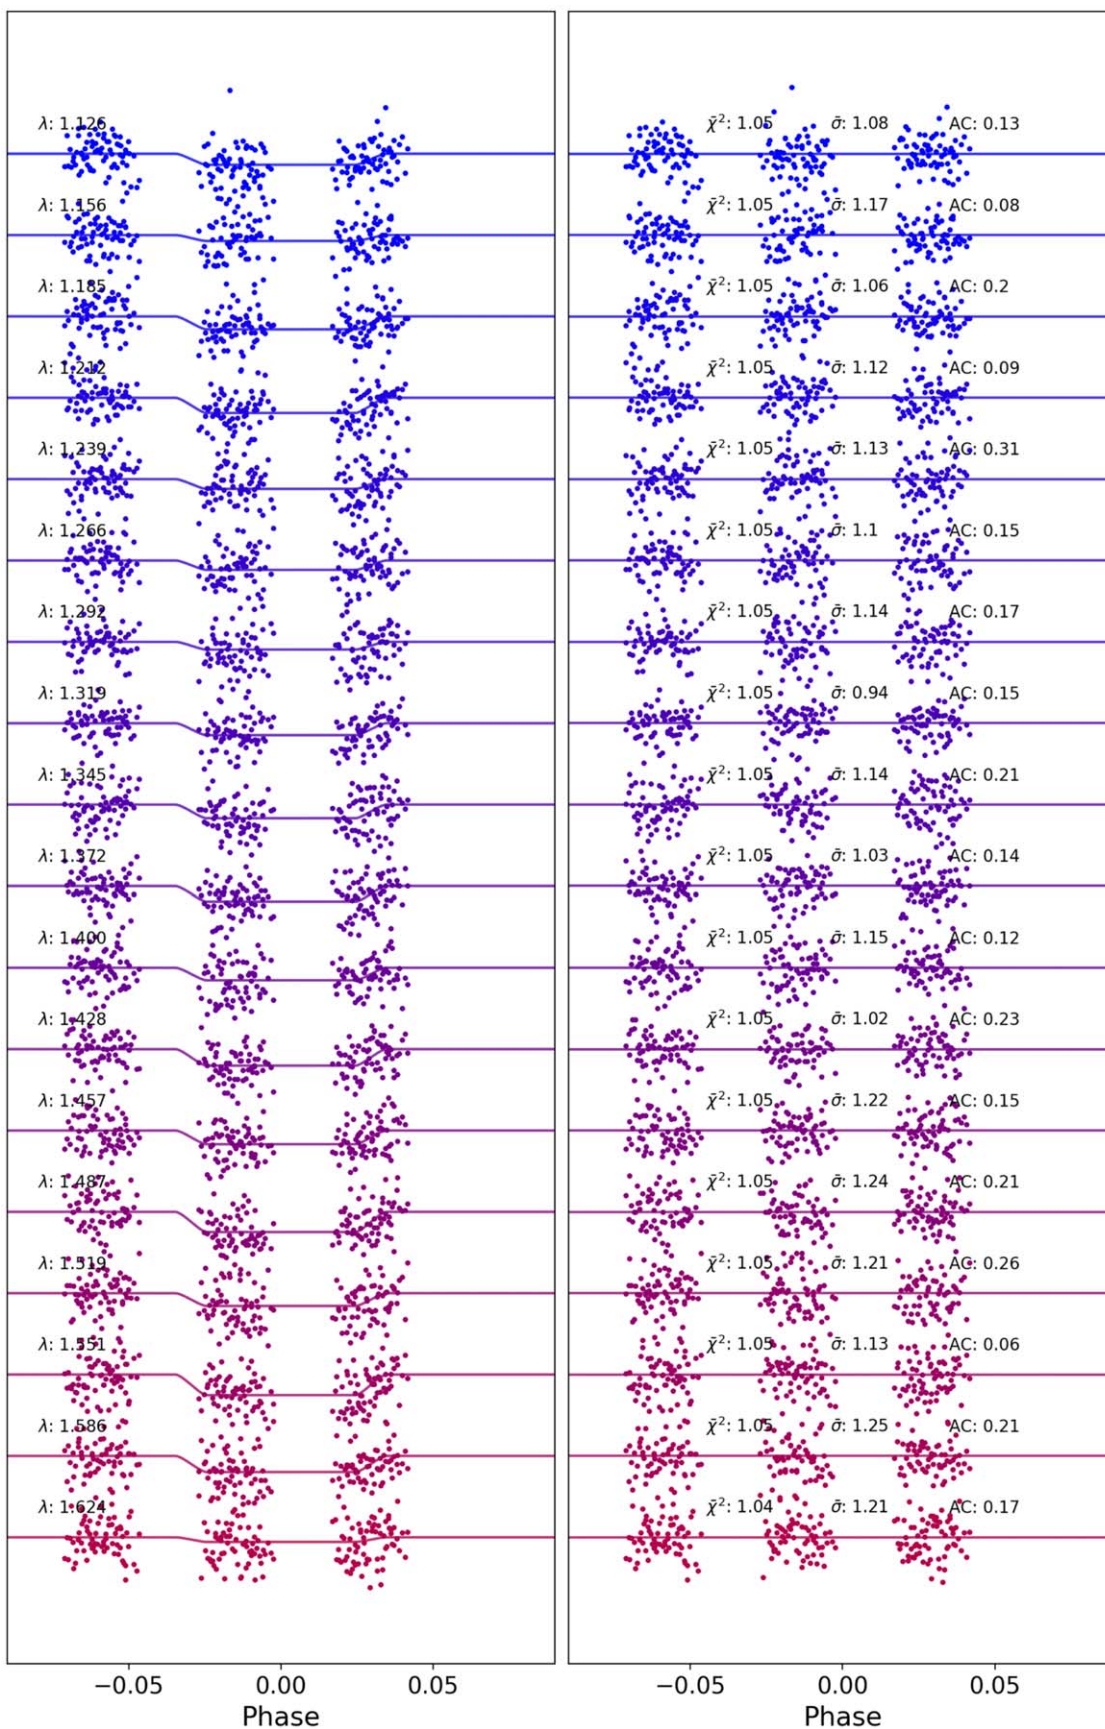 λ: 1.126 χ̄²: 1.05 σ̄: 1.08 AC: 0.13
λ: 1.156 χ̄²: 1.05 σ̄: 1.17 AC: 0.08
λ: 1.185 χ̄²: 1.05 σ̄: 1.06 AC: 0.2
λ: 1.212 χ̄²: 1.05 σ̄: 1.12 AC: 0.09
λ: 1.239 χ̄²: 1.05 σ̄: 1.13 AC: 0.31
λ: 1.266 χ̄²: 1.05 σ̄: 1.1 AC: 0.15
λ: 1.292 χ̄²: 1.05 σ̄: 1.14 AC: 0.17
λ: 1.319 χ̄²: 1.05 σ̄: 0.94 AC: 0.15
λ: 1.345 χ̄²: 1.05 σ̄: 1.14 AC: 0.21
λ: 1.372 χ̄²: 1.05 σ̄: 1.03 AC: 0.14
λ: 1.400 χ̄²: 1.05 σ̄: 1.15 AC: 0.12
λ: 1.428 χ̄²: 1.05 σ̄: 1.02 AC: 0.23
λ: 1.457 χ̄²: 1.05 σ̄: 1.22 AC: 0.15
λ: 1.487 χ̄²: 1.05 σ̄: 1.24 AC: 0.21
λ: 1.519 χ̄²: 1.05 σ̄: 1.21 AC: 0.26
λ: 1.551 χ̄²: 1.05 σ̄: 1.13 AC: 0.06
λ: 1.586 χ̄²: 1.05 σ̄: 1.25 AC: 0.21
λ: 1.624 χ̄²: 1.04 σ̄: 1.21 AC: 0.17
−0.05 0.00 0.05 −0.05 0.00 0.05
Phase Phase